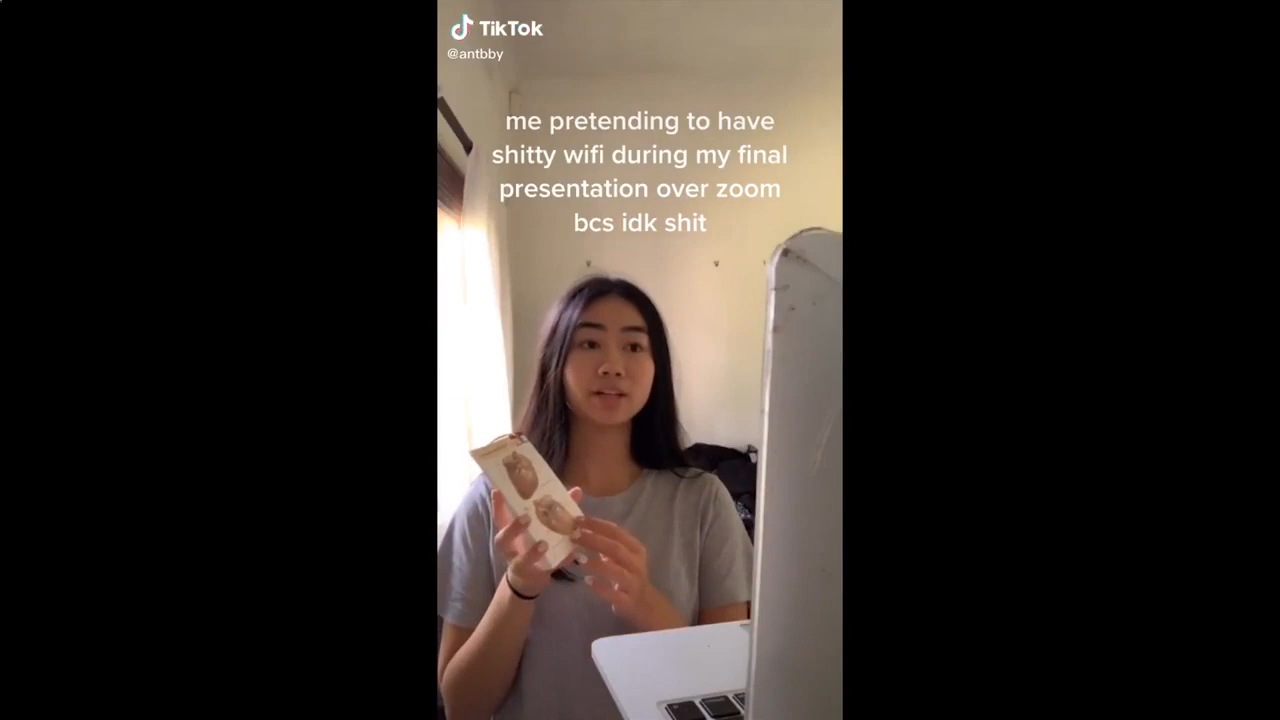 TikTok
@antbby
me pretending to have
shitty wifi during my final
presentation over zoom
bcs idk shit